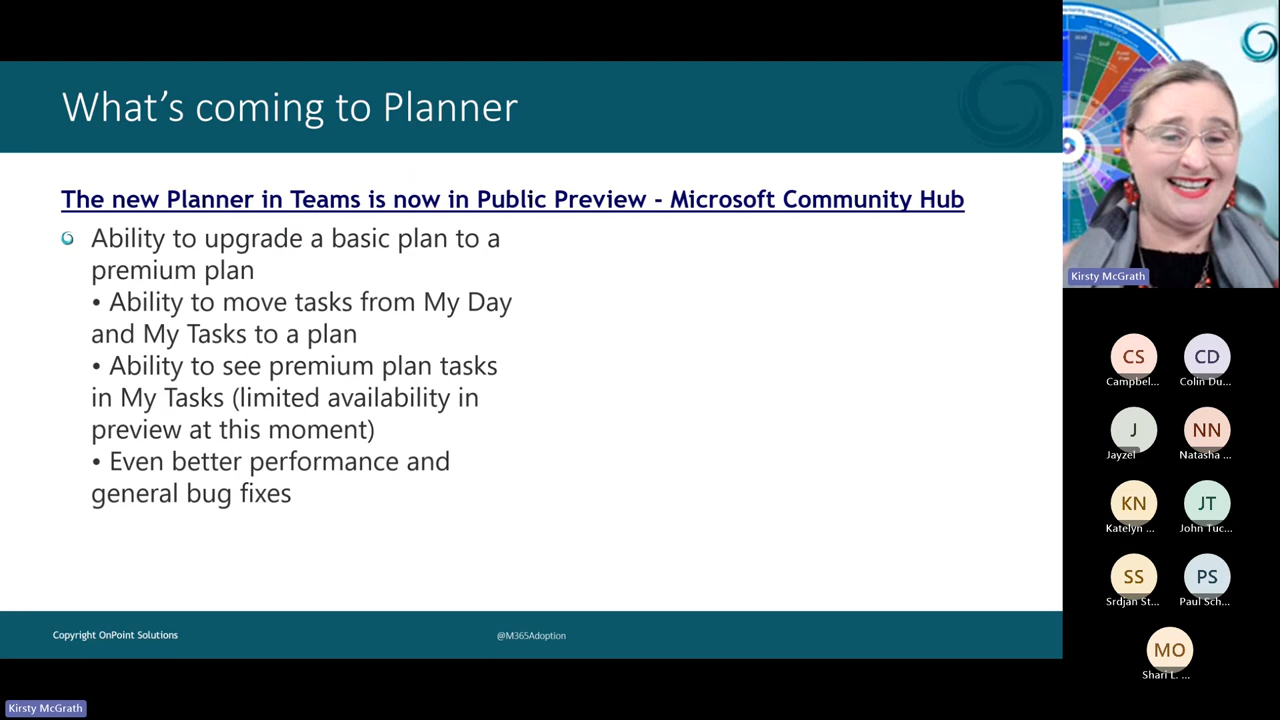 What's coming to Planner
The new Planner in Teams is now in Public Preview - Microsoft Community Hub
Ability to upgrade a basic plan to a
premium plan
• Ability to move tasks from My Day
and My Tasks to a plan
• Ability to see premium plan tasks
in My Tasks (limited availability in
preview at this moment)
• Even better performance and
general bug fixes
Copyright OnPoint Solutions
@M365Adoption
Kirsty McGrath
Kirsty McGrath
CS
Campbel...
CD
Colin Du...
J
Jayzel
NN
Natasha ...
KN
Katelyn ...
JT
John Tuc...
SS
Srdjan St...
PS
Paul Sch...
MO
Shari L. ...